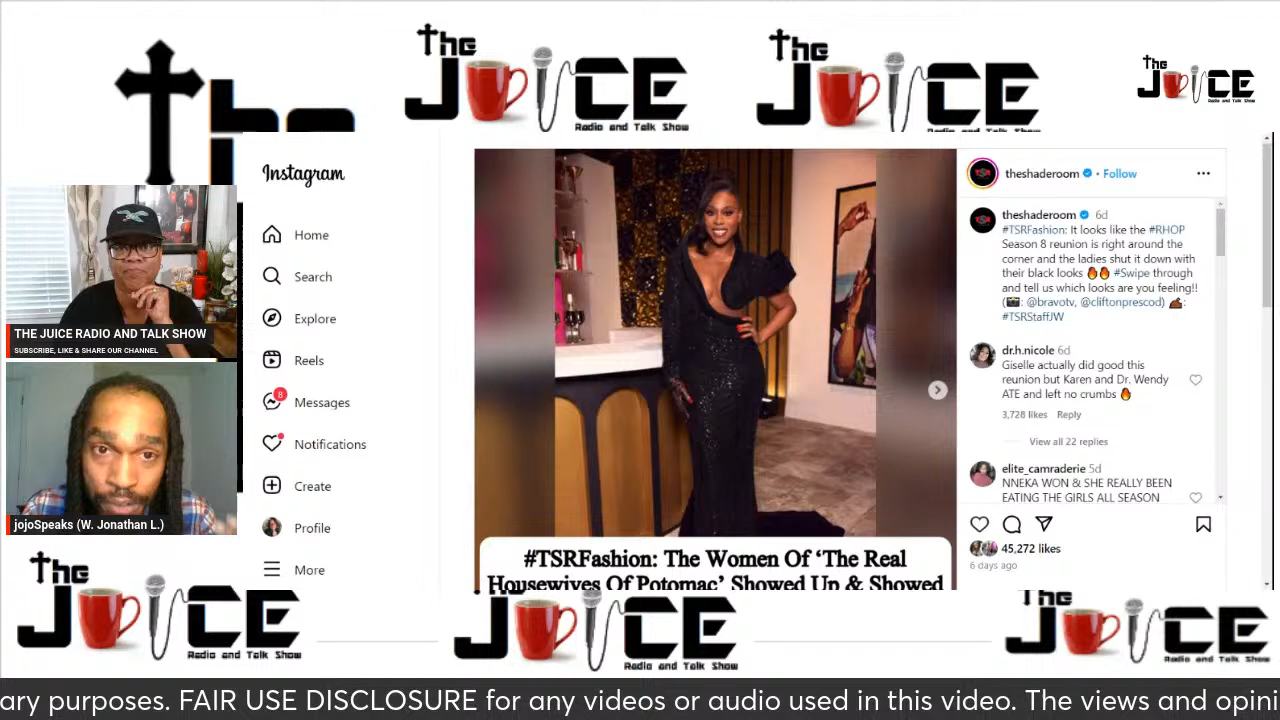 The
JUICE
Radio and Talk Show
The
JUICE
Radio and Talk Show
The
JUICE
Radio and Talk Show
The
Instagram
Home
Search
Explore
Reels
8
Messages
Notifications
Create
Profile
More
THE JUICE RADIO AND TALK SHOW
SUBSCRIBE, LIKE & SHARE OUR CHANNEL
jojoSpeaks (W. Jonathan L.)
#TSRFashion: The Women Of ‘The Real
Housewives Of Potomac’ Showed Up & Showed
theshaderoom • Follow
theshaderoom 6d
#TSRFashion: It looks like the #RHOP
Season 8 reunion is right around the
corner and the ladies shut it down with
their black looks 🔥🔥 #Swipe through
and tell us which looks are you feeling!!
(📸: @bravotv, @cliftonprescod) ✍🏾:
#TSRStaffJW
dr.h.nicole 6d
Giselle actually did good this
reunion but Karen and Dr. Wendy
ATE and left no crumbs 🔥
3,728 likes Reply
View all 22 replies
elite_camraderie 5d
NNEKA WON & SHE REALLY BEEN
EATING THE GIRLS ALL SEASON
45,272 likes
6 days ago
The
JUICE
Radio and Talk Show
JUICE
Radio and Talk Show
The
JUICE
Radio and Talk Show
ary purposes. FAIR USE DISCLOSURE for any videos or audio used in this video. The views and opini